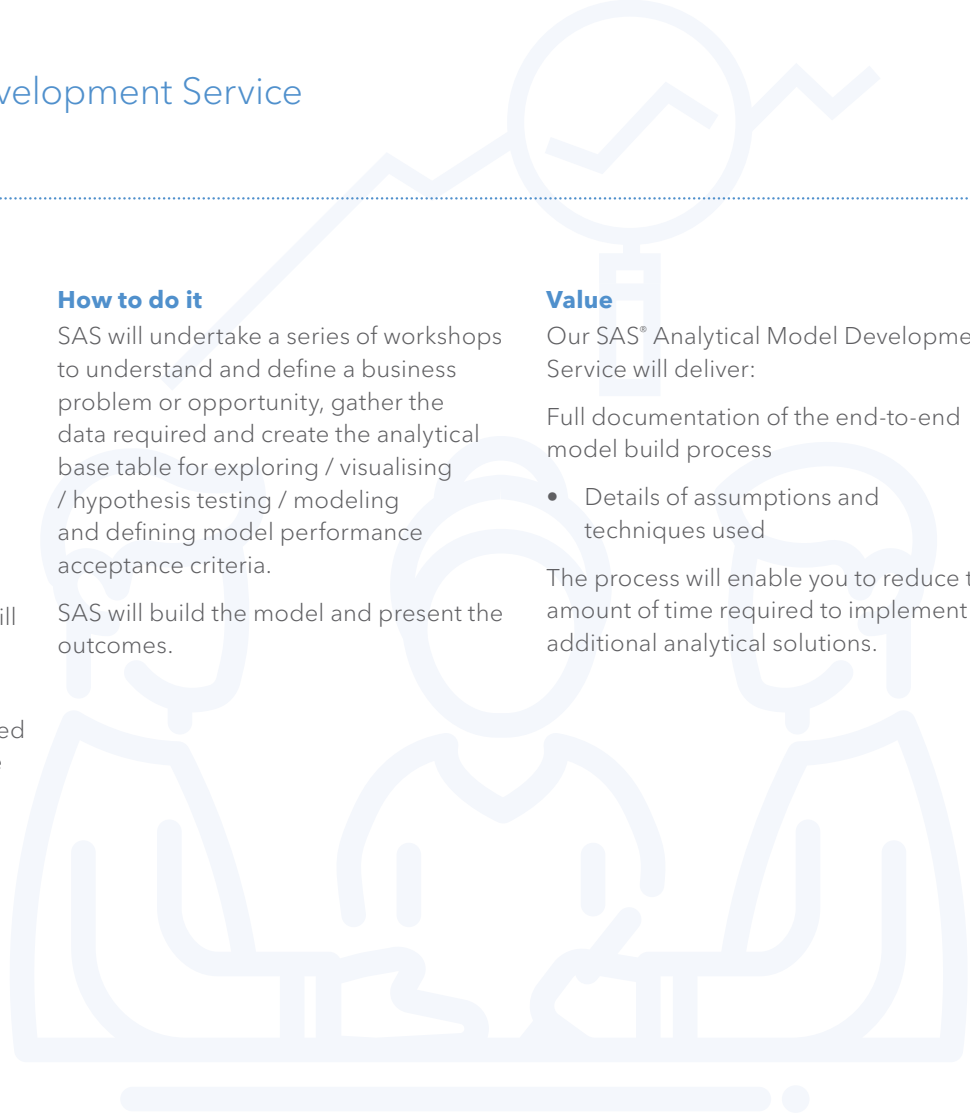 velopment Service
ill
ed
e
How to do it
SAS will undertake a series of workshops
to understand and define a business
problem or opportunity, gather the
data required and create the analytical
base table for exploring / visualising
/ hypothesis testing / modeling
and defining model performance
acceptance criteria.
SAS will build the model and present the
outcomes.
Value
Our SAS® Analytical Model Developme
Service will deliver:
Full documentation of the end-to-end
model build process
• Details of assumptions and
techniques used
The process will enable you to reduce t
amount of time required to implement
additional analytical solutions.